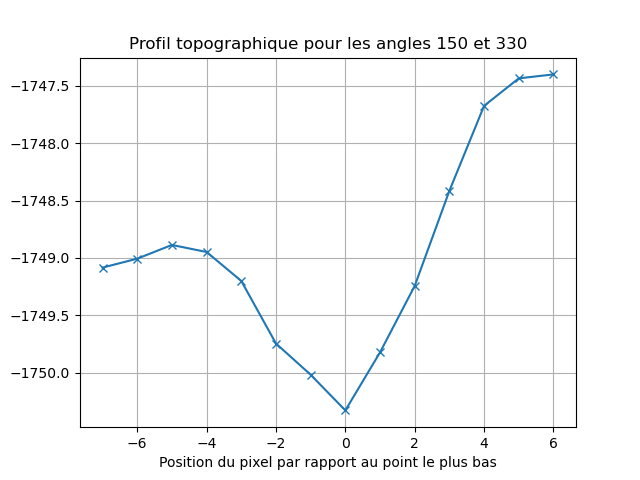 Profil topographique pour les angles 150 et 330
−1747.5
−1748.0
−1748.5
−1749.0
−1749.5
−1750.0
−6 −4 −2 0 2 4 6
Position du pixel par rapport au point le plus bas